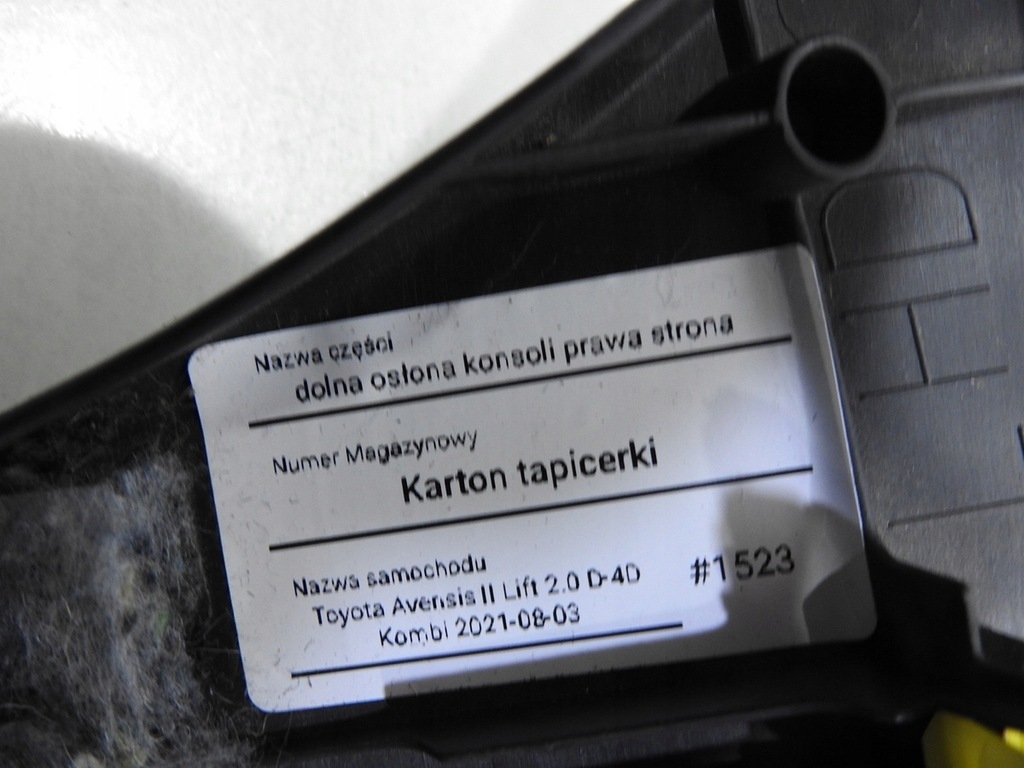 Nazwa części
dolna osłona konsoli prawa strona
Numer Magazynowy
Karton tapicerki
Nazwa samochodu
Toyota Avensis II Lift 2.0 D-4D
Kombi 2021-08-03
#1523
HD